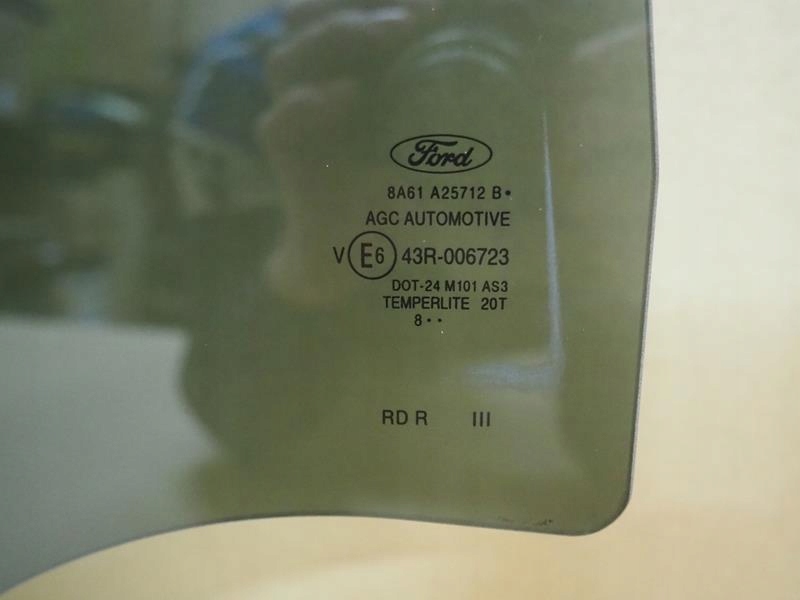 Ford
8A61 A25712 B•
AGC AUTOMOTIVE
V E6 43R-006723
DOT-24 M101 AS3
TEMPERLITE 20T
8••
RD R III